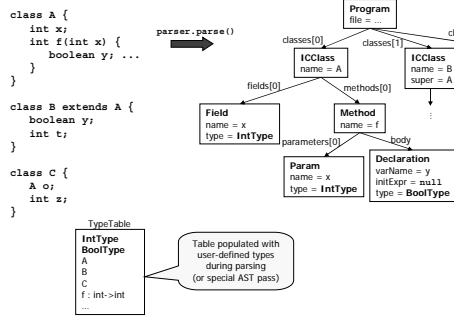 class A {
int x;
int f(int x) {
boolean y; ...
}
}
class B extends A {
boolean y;
int t;
}
class C {
A o;
int z;
}
parser.parse()
Program
file = ...
classes[0]
classes[1]
ICClass
name = A
ICClass
name = B
super = A
fields[0]
methods[0]
Field
name = x
type = IntType
Method
name = f
parameters[0]
body
Param
name = x
type = IntType
Declaration
varName = y
initExpr = null
type = BoolType
TypeTable
IntType
BoolType
A
B
C
f : int->int
...
Table populated with
user-defined types
during parsing
(or special AST pass)